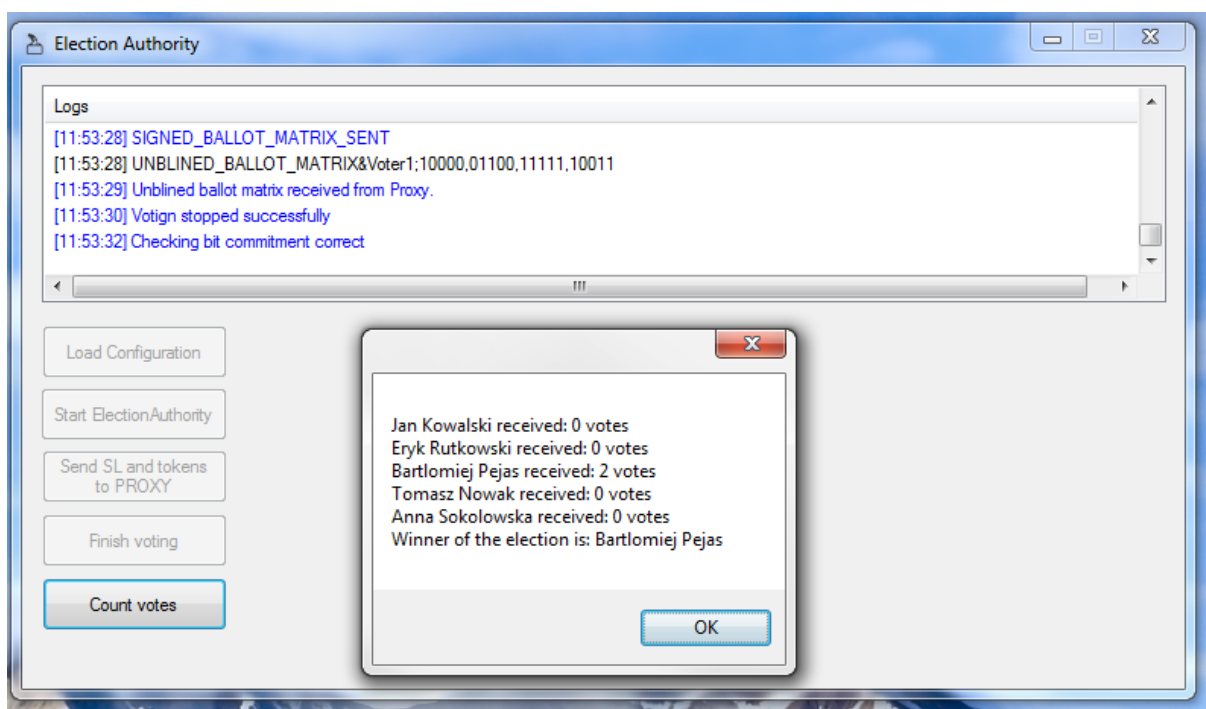 Election Authority
Logs
[11:53:28] SIGNED_BALLOT_MATRIX_SENT
[11:53:28] UNBLINED_BALLOT_MATRIX&Voter1;10000,01100,11111,10011
[11:53:29] Unblined ballot matrix received from Proxy.
[11:53:30] Votign stopped successfully
[11:53:32] Checking bit commitment correct
Load Configuration
Start ElectionAuthority
Send SL and tokens
to PROXY
Finish voting
Count votes
Jan Kowalski received: 0 votes
Eryk Rutkowski received: 0 votes
Bartlomiej Pejas received: 2 votes
Tomasz Nowak received: 0 votes
Anna Sokolowska received: 0 votes
Winner of the election is: Bartlomiej Pejas
OK